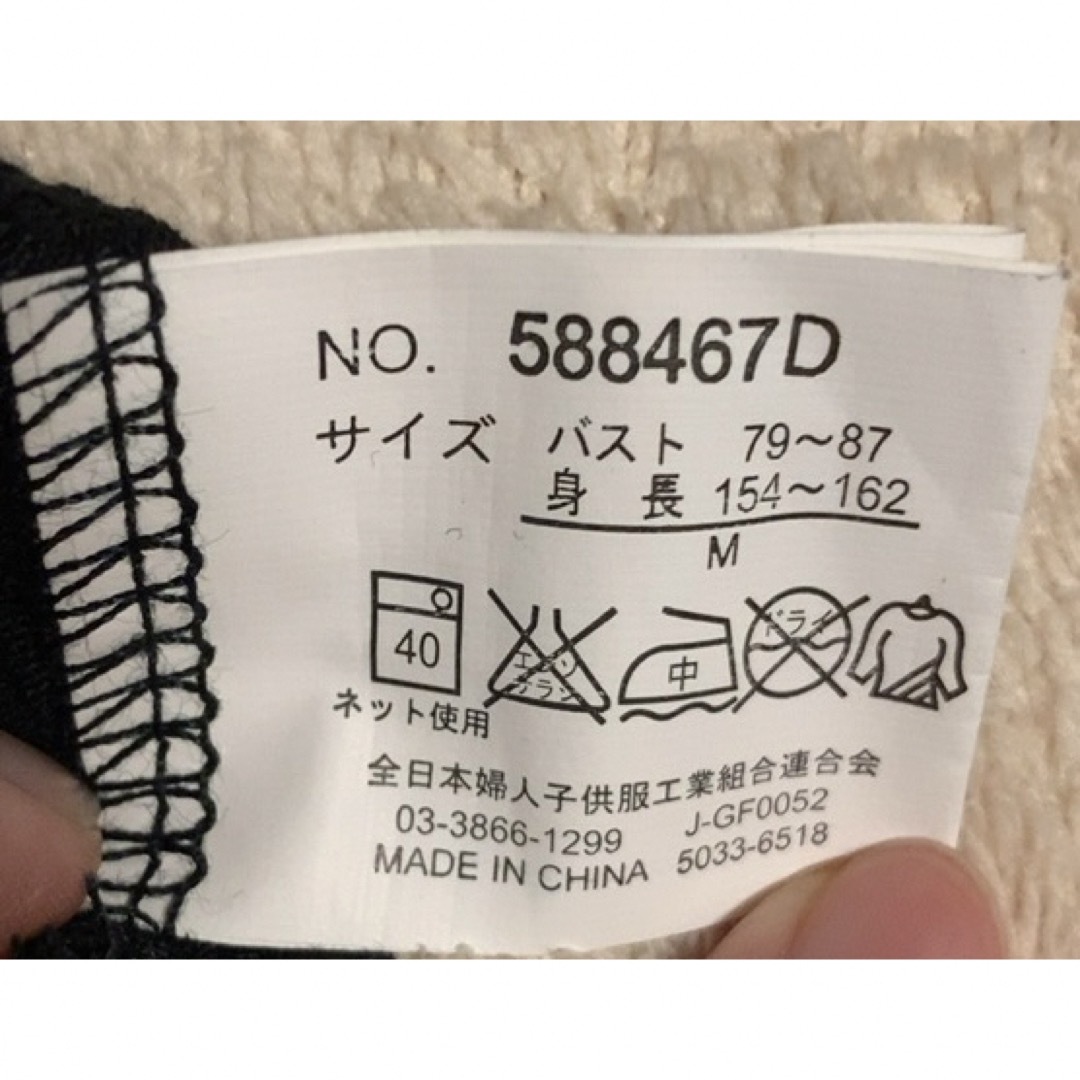 NO. 588467D
サイズ バスト 79～87
身 長 154～162
M
40
エンソ
サラシ
中
ドライ
ネット使用
全日本婦人子供服工業組合連合会
03-3866-1299 J-GF0052
MADE IN CHINA 5033-6518